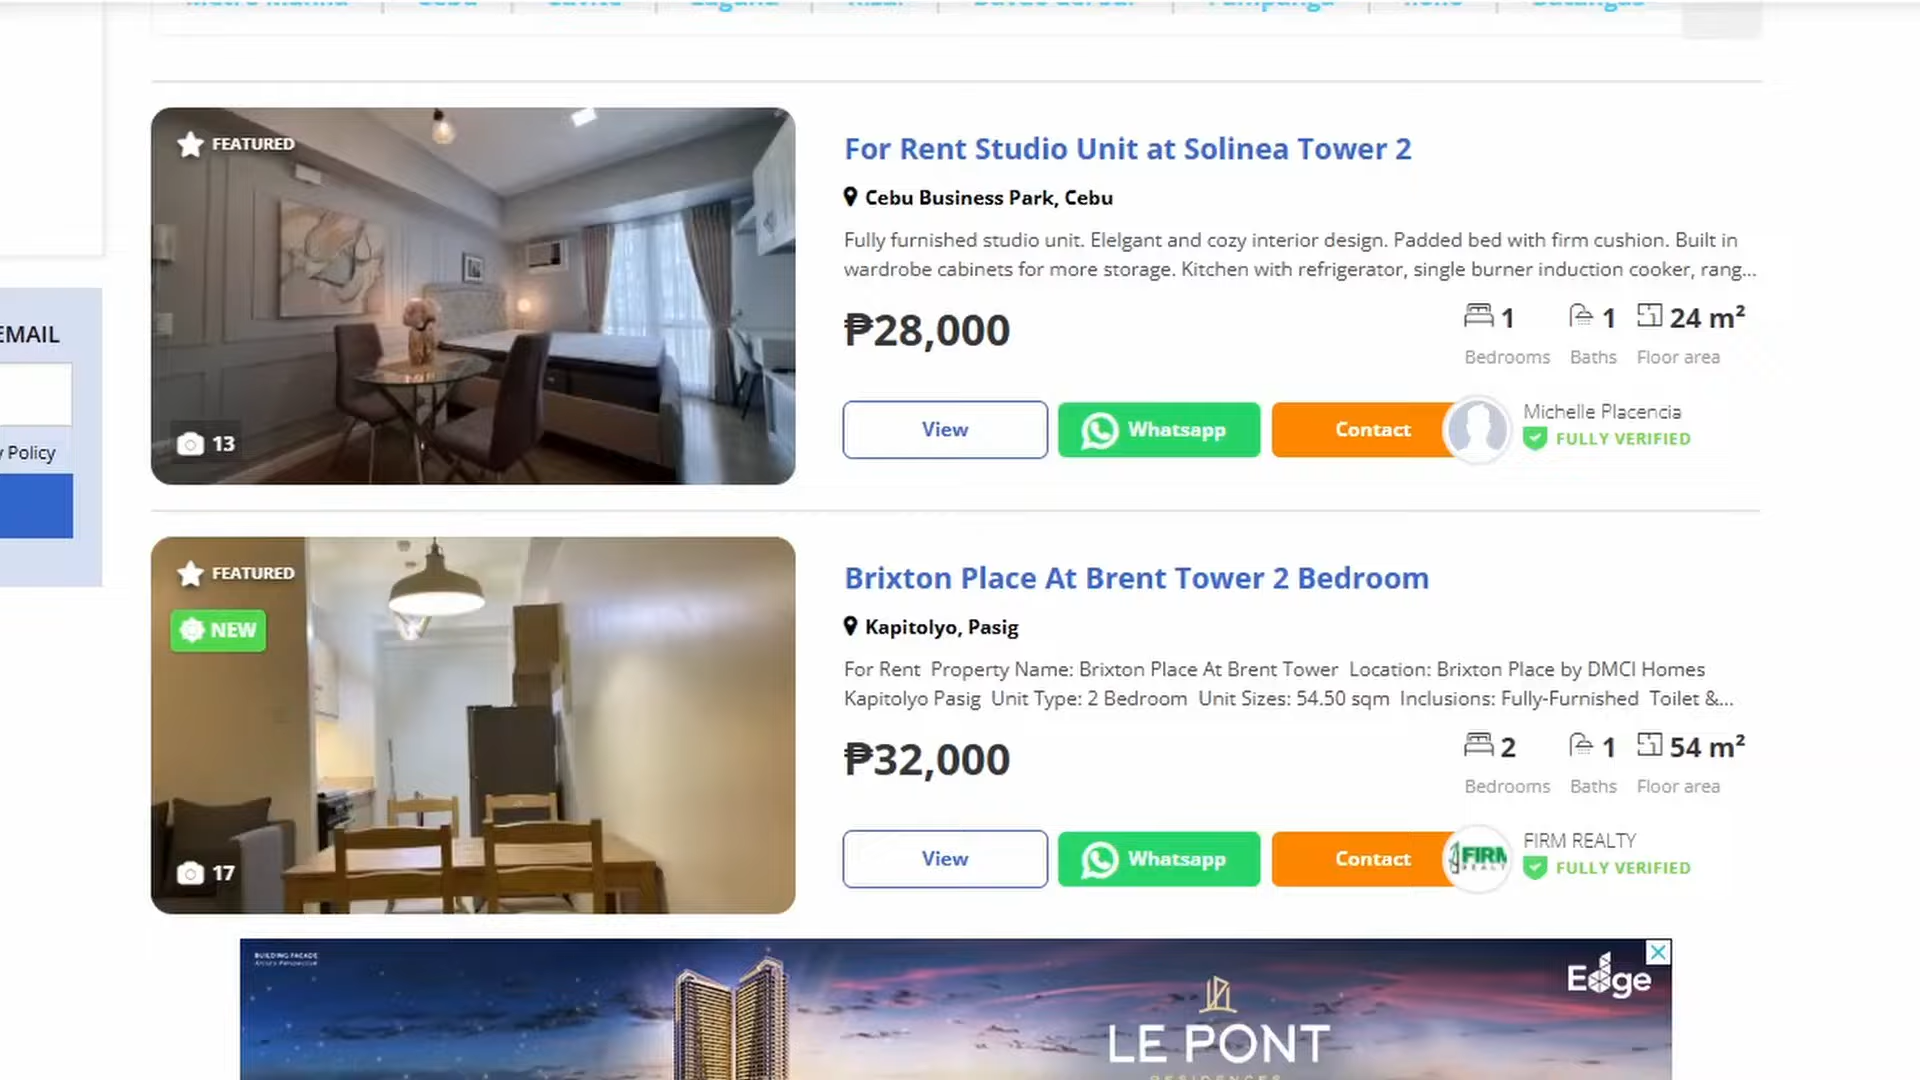 FEATURED
13
For Rent Studio Unit at Solinea Tower 2
Cebu Business Park, Cebu
Fully furnished studio unit. Elelgant and cozy interior design. Padded bed with firm cushion. Built in
wardrobe cabinets for more storage. Kitchen with refrigerator, single burner induction cooker, rang...
₱28,000
1 1 24 m²
Bedrooms Baths Floor area
View Whatsapp Contact
Michelle Placencia
FULLY VERIFIED
EMAIL
Policy
FEATURED
NEW
17
Brixton Place At Brent Tower 2 Bedroom
Kapitolyo, Pasig
For Rent Property Name: Brixton Place At Brent Tower Location: Brixton Place by DMCI Homes
Kapitolyo Pasig Unit Type: 2 Bedroom Unit Sizes: 54.50 sqm Inclusions: Fully-Furnished Toilet &...
₱32,000
2 1 54 m²
Bedrooms Baths Floor area
View Whatsapp Contact
FIRM REALTY
FIRM REALTY
FULLY VERIFIED
BUILDING FACADE
Artist's Perspective
Edge
LE PONT